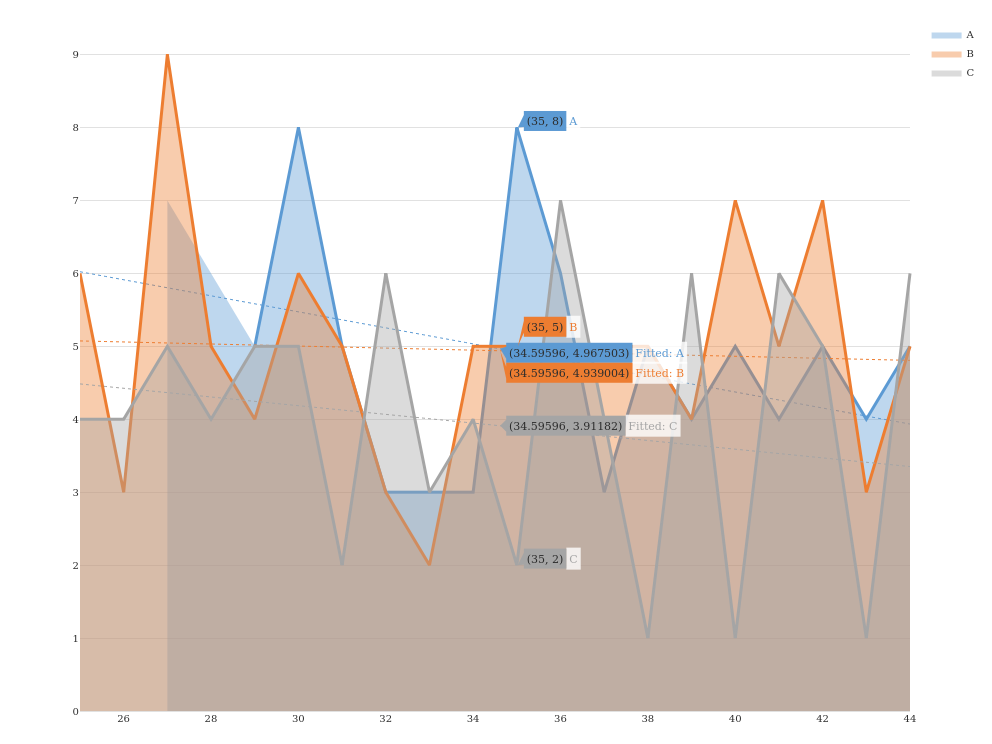 A
B
C
9
8
7
6
5
4
3
2
1
0
(35, 8) A
(35, 5) B
(34.59596, 4.967503) Fitted: A
(34.59596, 4.939004) Fitted: B
(34.59596, 3.91182) Fitted: C
(35, 2) C
26 28 30 32 34 36 38 40 42 44